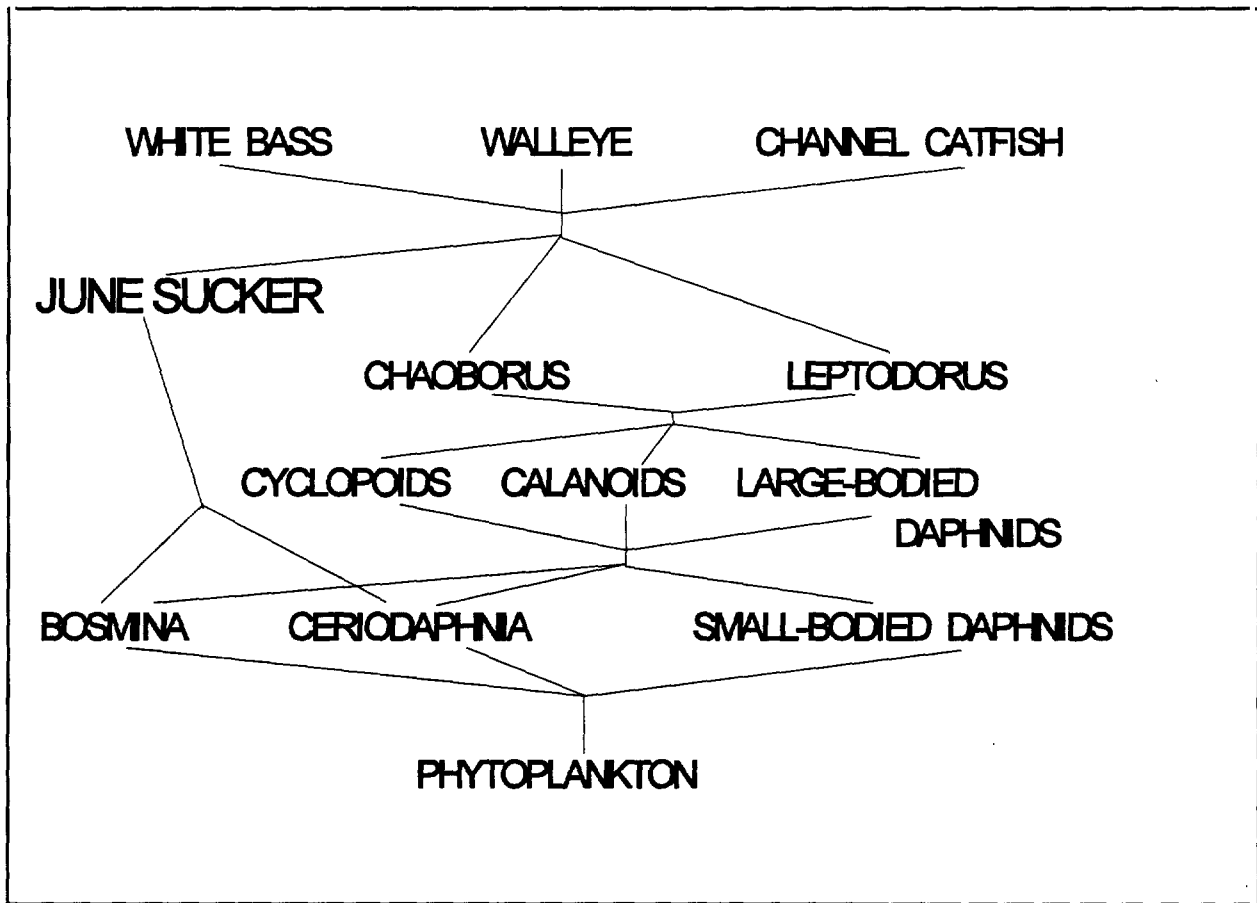 WHITE BASS WALLEYE CHANNEL CATFISH
JUNE SUCKER
CHAOBORUS LEPTODORUS
CYCLOPOIDS CALANOIDS LARGE-BODIED
DAPHNIDS
BOSMINA CERIODAPHNIA SMALL-BODIED DAPHNIDS
PHYTOPLANKTON